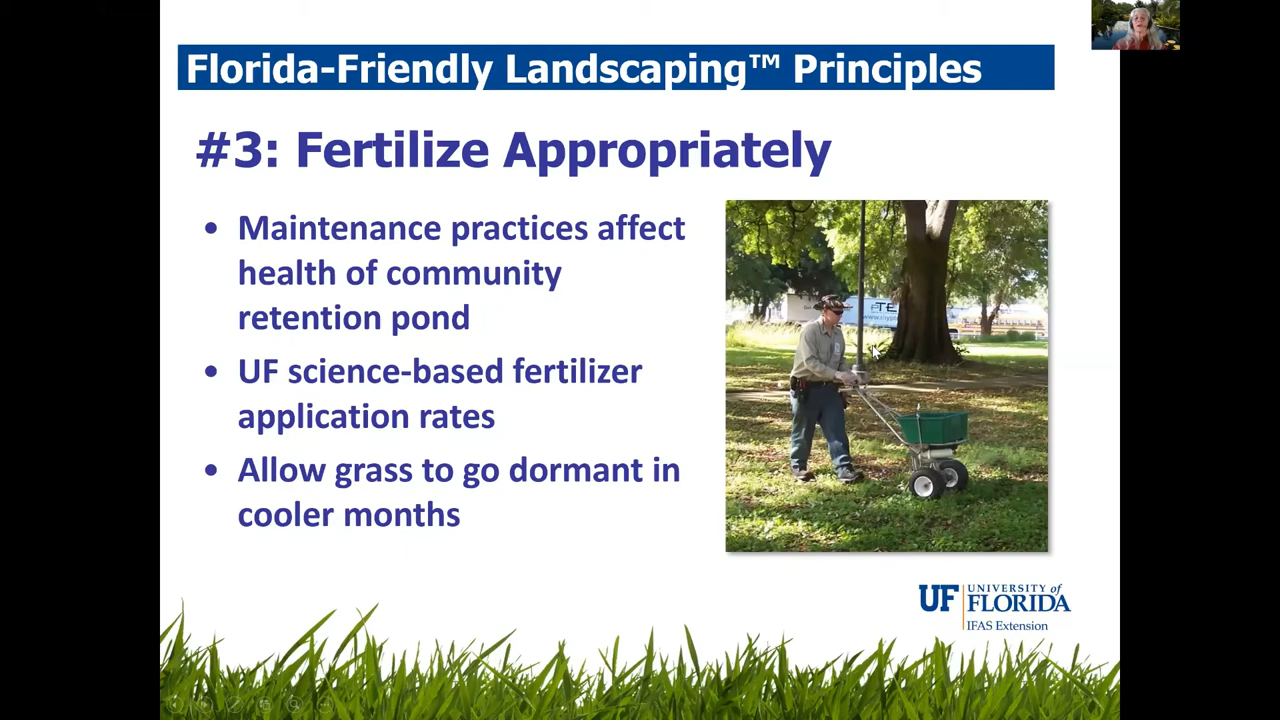 Florida-Friendly Landscaping™ Principles
#3: Fertilize Appropriately
• Maintenance practices affect
health of community
retention pond
• UF science-based fertilizer
application rates
• Allow grass to go dormant in
cooler months
UF UNIVERSITY of
FLORIDA
IFAS Extension